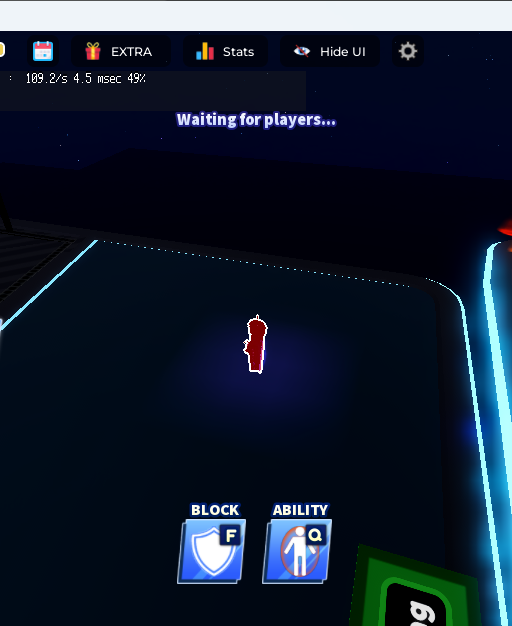 EXTRA
Stats
Hide UI
: 109.2/s 4.5 msec 49%
Waiting for players...
BLOCK
ABILITY
F
Q